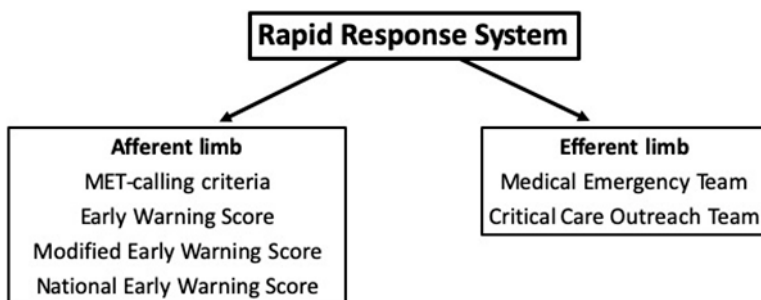 Rapid Response System
Afferent limb
MET-calling criteria
Early Warning Score
Modified Early Warning Score
National Early Warning Score
Efferent limb
Medical Emergency Team
Critical Care Outreach Team